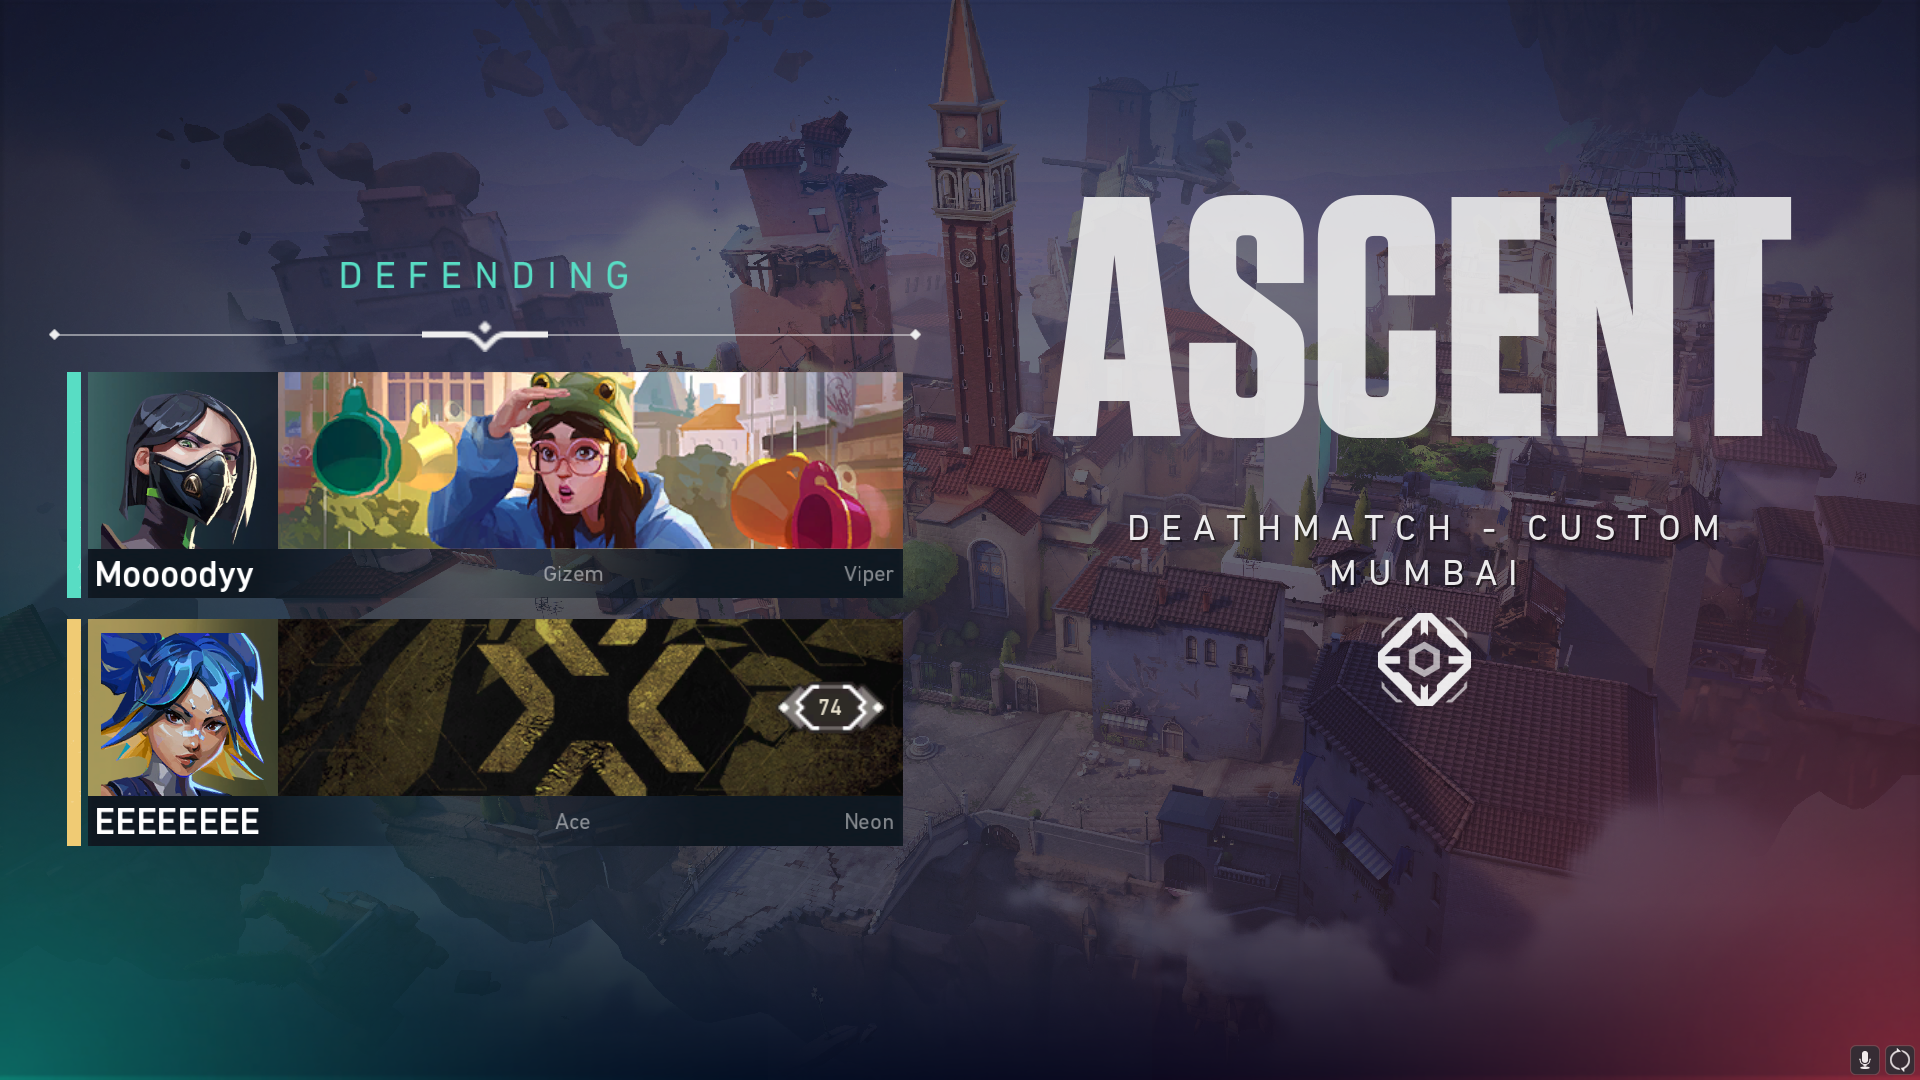 DEFENDING
Moooodyy Gizem Viper
74
EEEEEEEE Ace Neon
ASCENT
DEATHMATCH - CUSTOM
MUMBAI